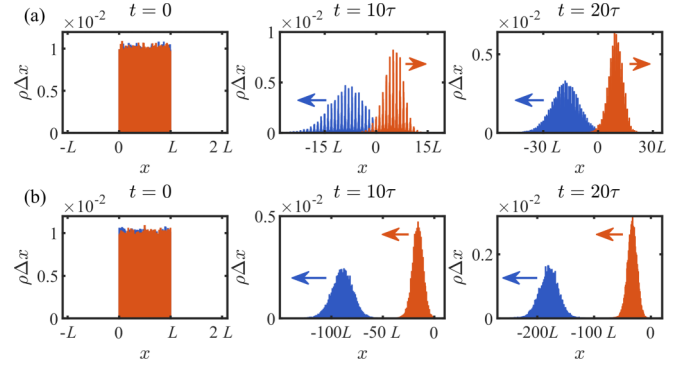 (a)
t = 0
t = 10τ
t = 20τ
×10⁻²
×10⁻²
×10⁻²
1
0.5
0
1
0.5
0
0.5
0
ρΔx
ρΔx
ρΔx
-L 0 L 2 L
-15 L 0 15L
-30 L 0 30L
x
x
x
(b)
t = 0
t = 10τ
t = 20τ
×10⁻²
×10⁻²
×10⁻²
1
0.5
0
0.5
0
0.2
0
ρΔx
ρΔx
ρΔx
-L 0 L 2 L
-100L -50 L 0
-200L -100 L 0
x
x
x